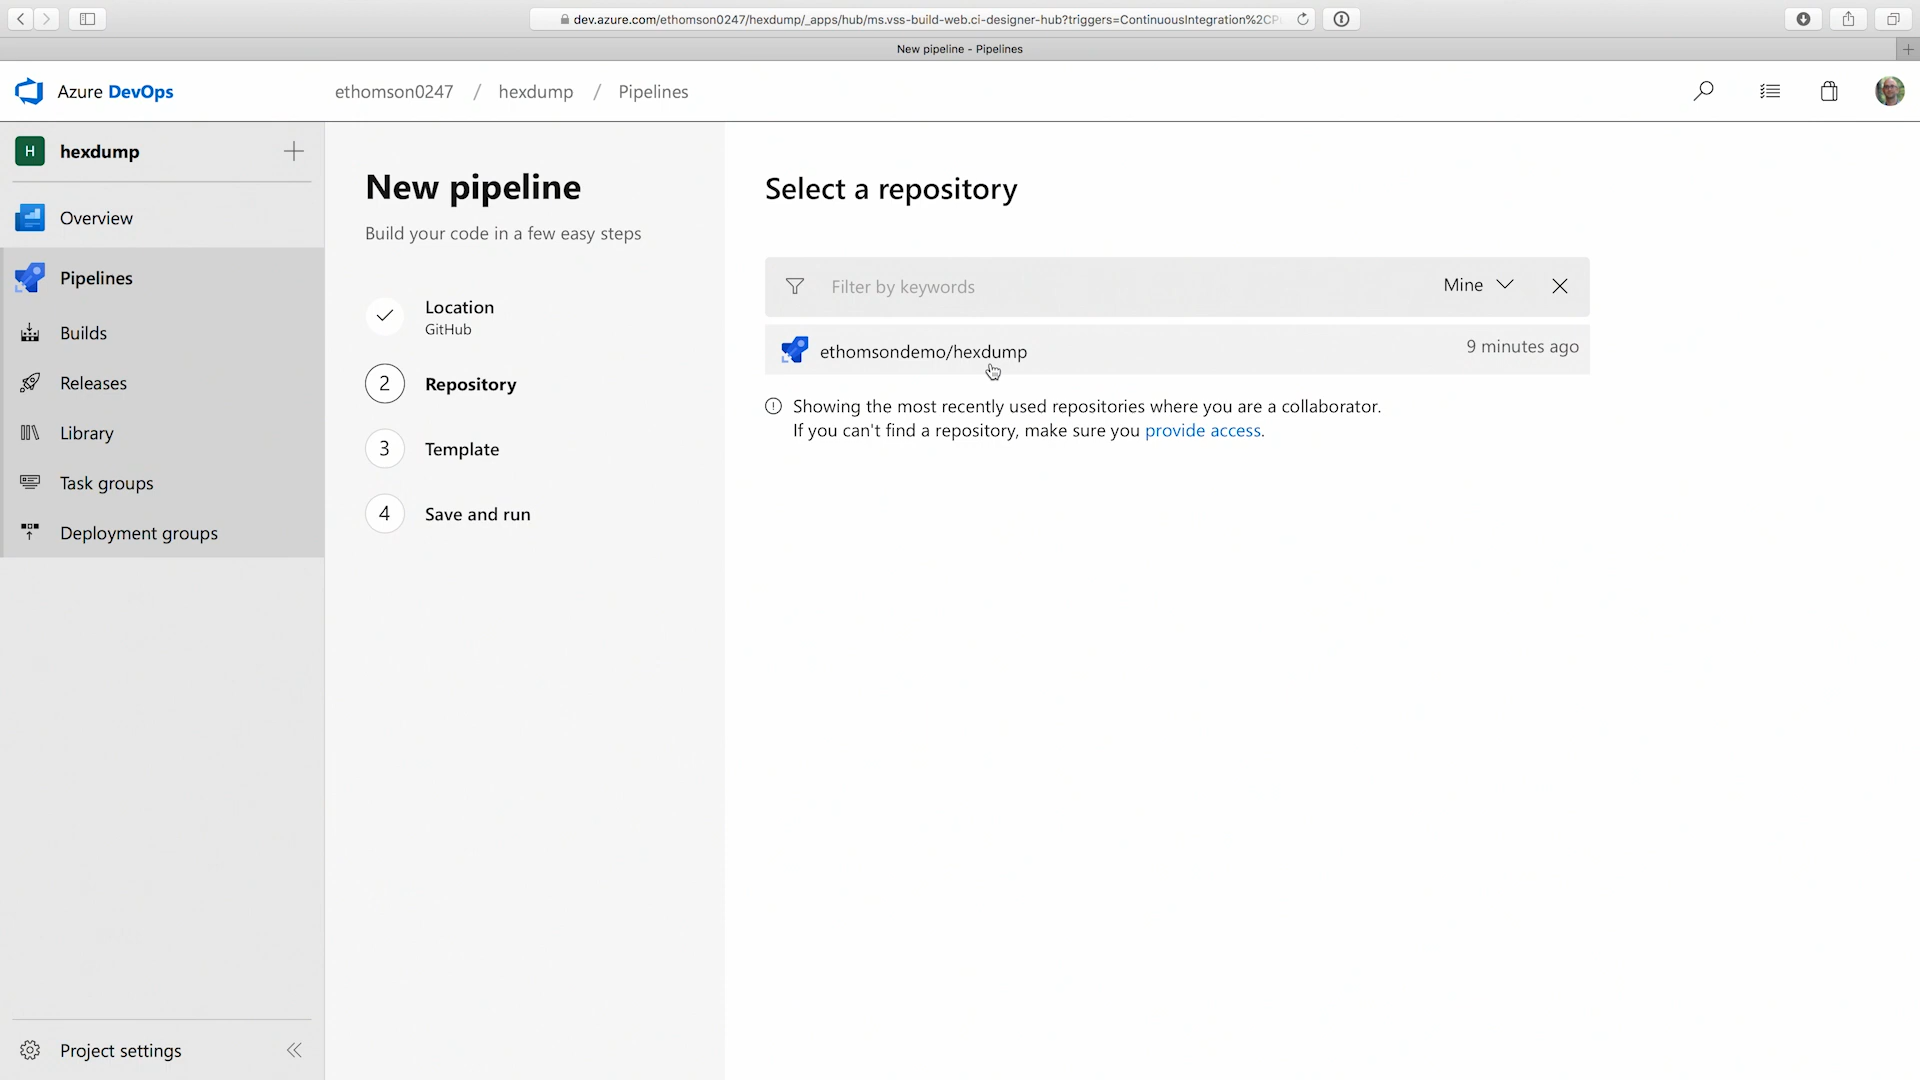 dev.azure.com/ethomson0247/hexdump/_apps/hub/ms.vss-build-web.ci-designer-hub?triggers=ContinuousIntegration%2CP
New pipeline - Pipelines
Azure DevOps
ethomson0247 / hexdump / Pipelines
H
hexdump
Overview
Pipelines
Builds
Releases
Library
Task groups
Deployment groups
Project settings
New pipeline
Build your code in a few easy steps
Location
GitHub
2 Repository
3 Template
4 Save and run
Select a repository
Filter by keywords
Mine
ethomsondemo/hexdump
9 minutes ago
Showing the most recently used repositories where you are a collaborator.
If you can't find a repository, make sure you provide access.